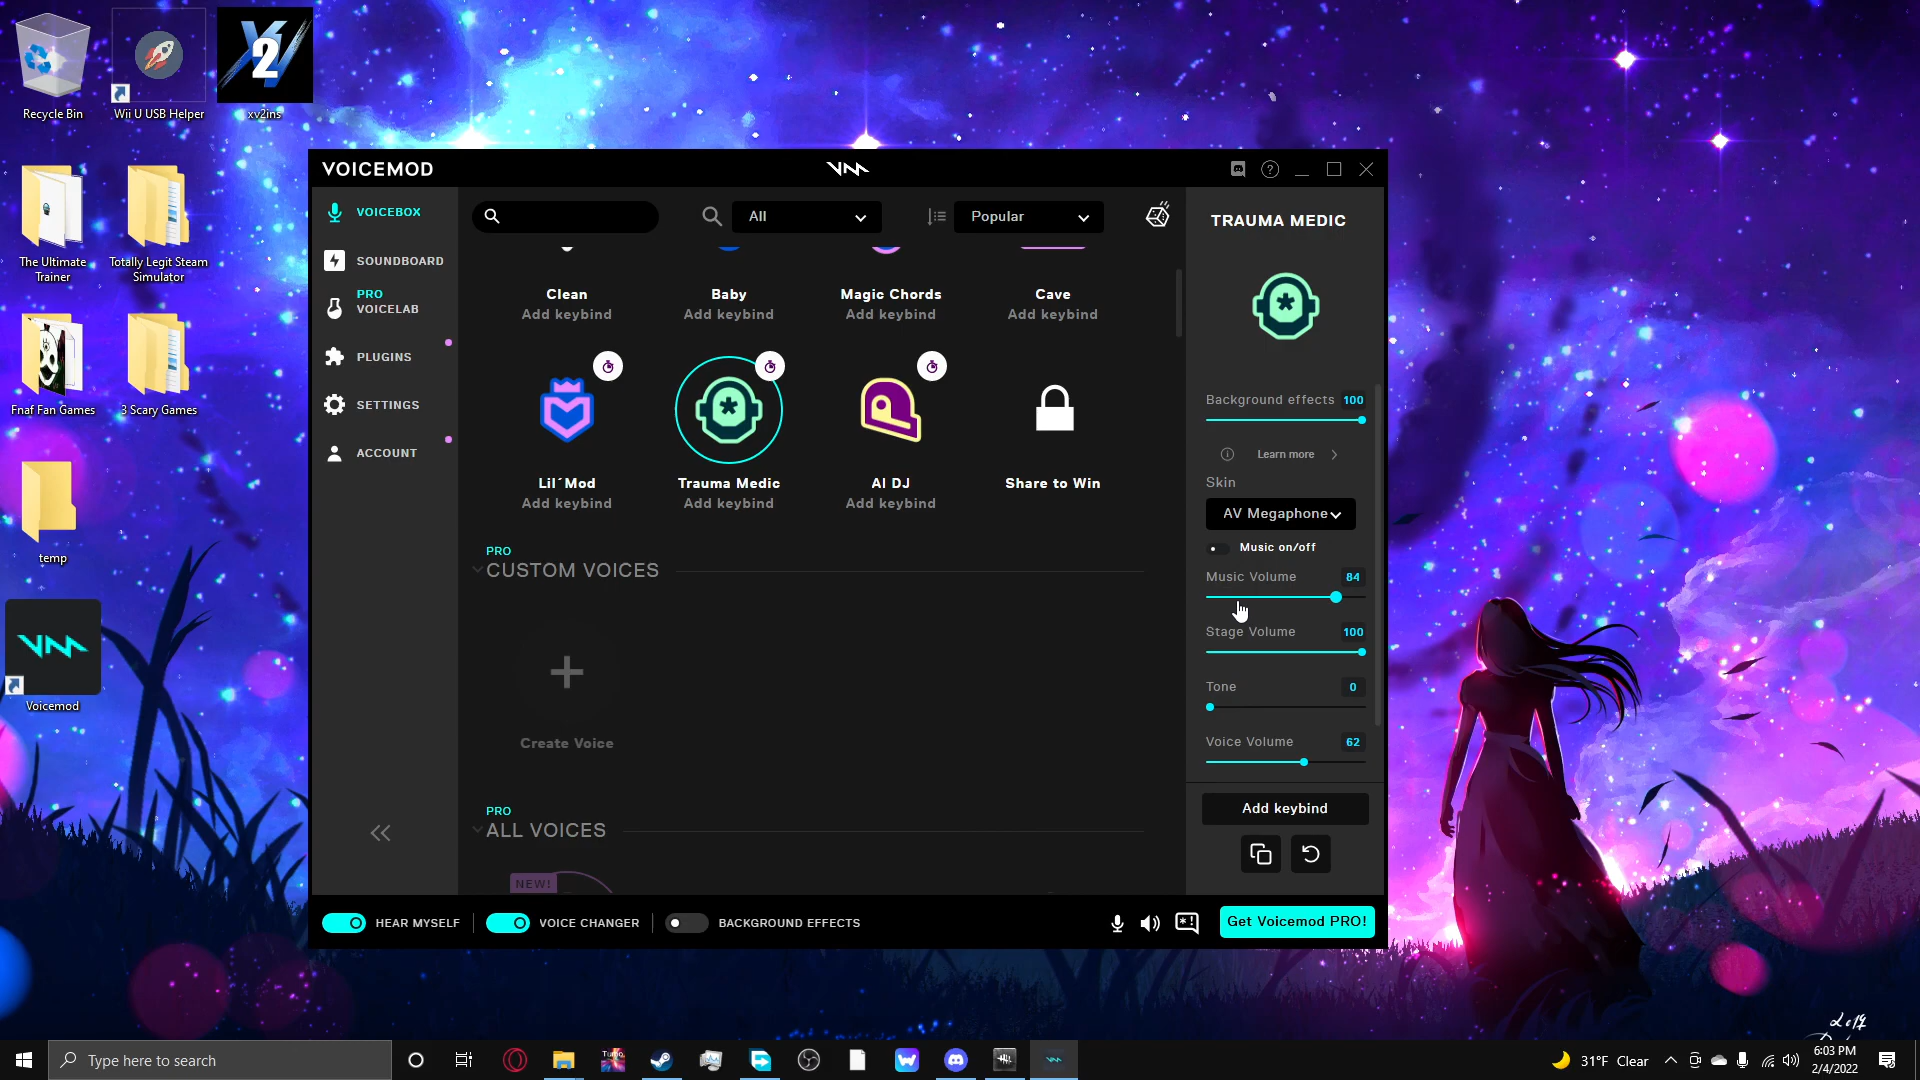 Recycle Bin
Wii U USB Helper
xv2ins
The Ultimate Trainer
Totally Legit Steam Simulator
Fnaf Fan Games
3 Scary Games
temp
Voicemod
VOICEMOD
VOICEBOX
SOUNDBOARD
PRO
VOICELAB
PLUGINS
SETTINGS
ACCOUNT
All
Popular
Clean
Add keybind
Baby
Add keybind
Magic Chords
Add keybind
Cave
Add keybind
Lil´Mod
Add keybind
Trauma Medic
Add keybind
AI DJ
Add keybind
Share to Win
PRO
CUSTOM VOICES
Create Voice
PRO
ALL VOICES
NEW!
TRAUMA MEDIC
Background effects 100
Learn more
Skin
AV Megaphone
Music on/off
Music Volume 84
Stage Volume 100
Tone 0
Voice Volume 62
Add keybind
HEAR MYSELF
VOICE CHANGER
BACKGROUND EFFECTS
Get Voicemod PRO!
Type here to search
31°F Clear
6:03 PM
2/4/2022